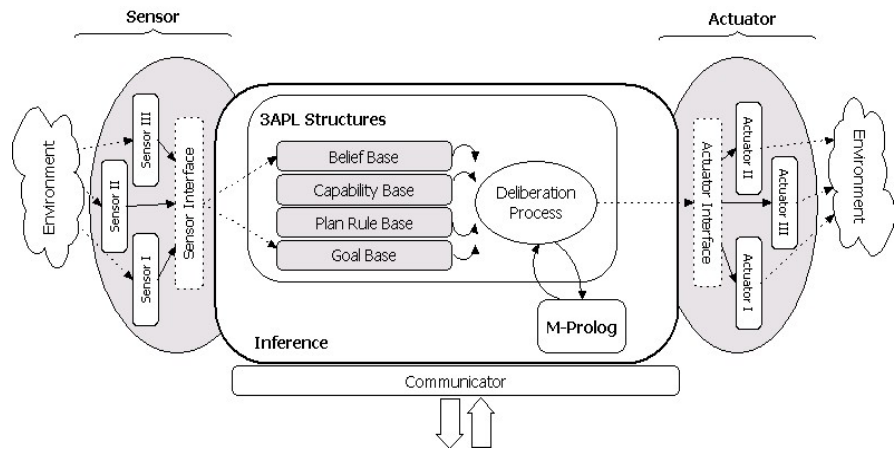 Sensor
Actuator
Environment
Sensor III
Sensor II
Sensor I
Sensor Interface
3APL Structures
Belief Base
Capability Base
Plan Rule Base
Goal Base
Deliberation
Process
M-Prolog
Inference
Communicator
Actuator Interface
Actuator II
Actuator III
Actuator I
Environment